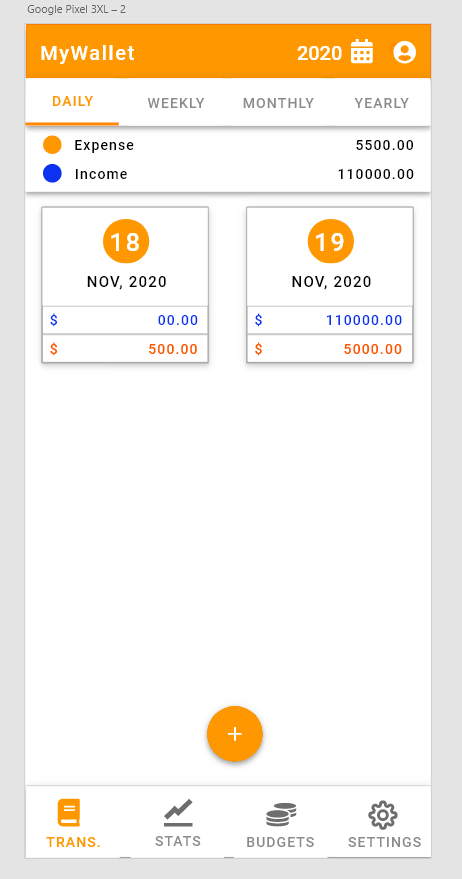 Google Pixel 3XL – 2
MyWallet 2020
DAILY WEEKLY MONTHLY YEARLY
Expense 5500.00
Income 110000.00
18
NOV, 2020
$ 00.00
$ 500.00
19
NOV, 2020
$ 110000.00
$ 5000.00
+
TRANS. STATS BUDGETS SETTINGS